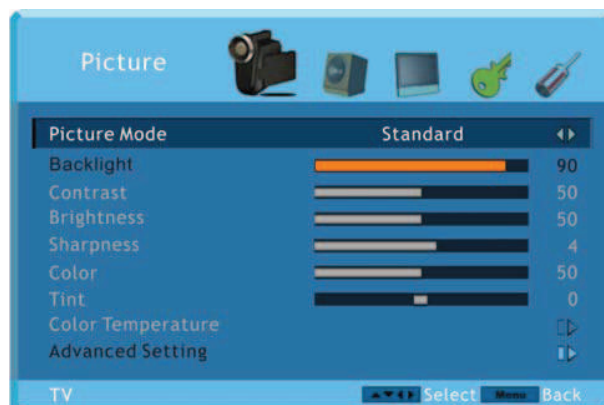 Picture
Picture Mode Standard
Backlight 90
Contrast 50
Brightness 50
Sharpness 4
Color 50
Tint 0
Color Temperature
Advanced Setting
TV Select Menu Back